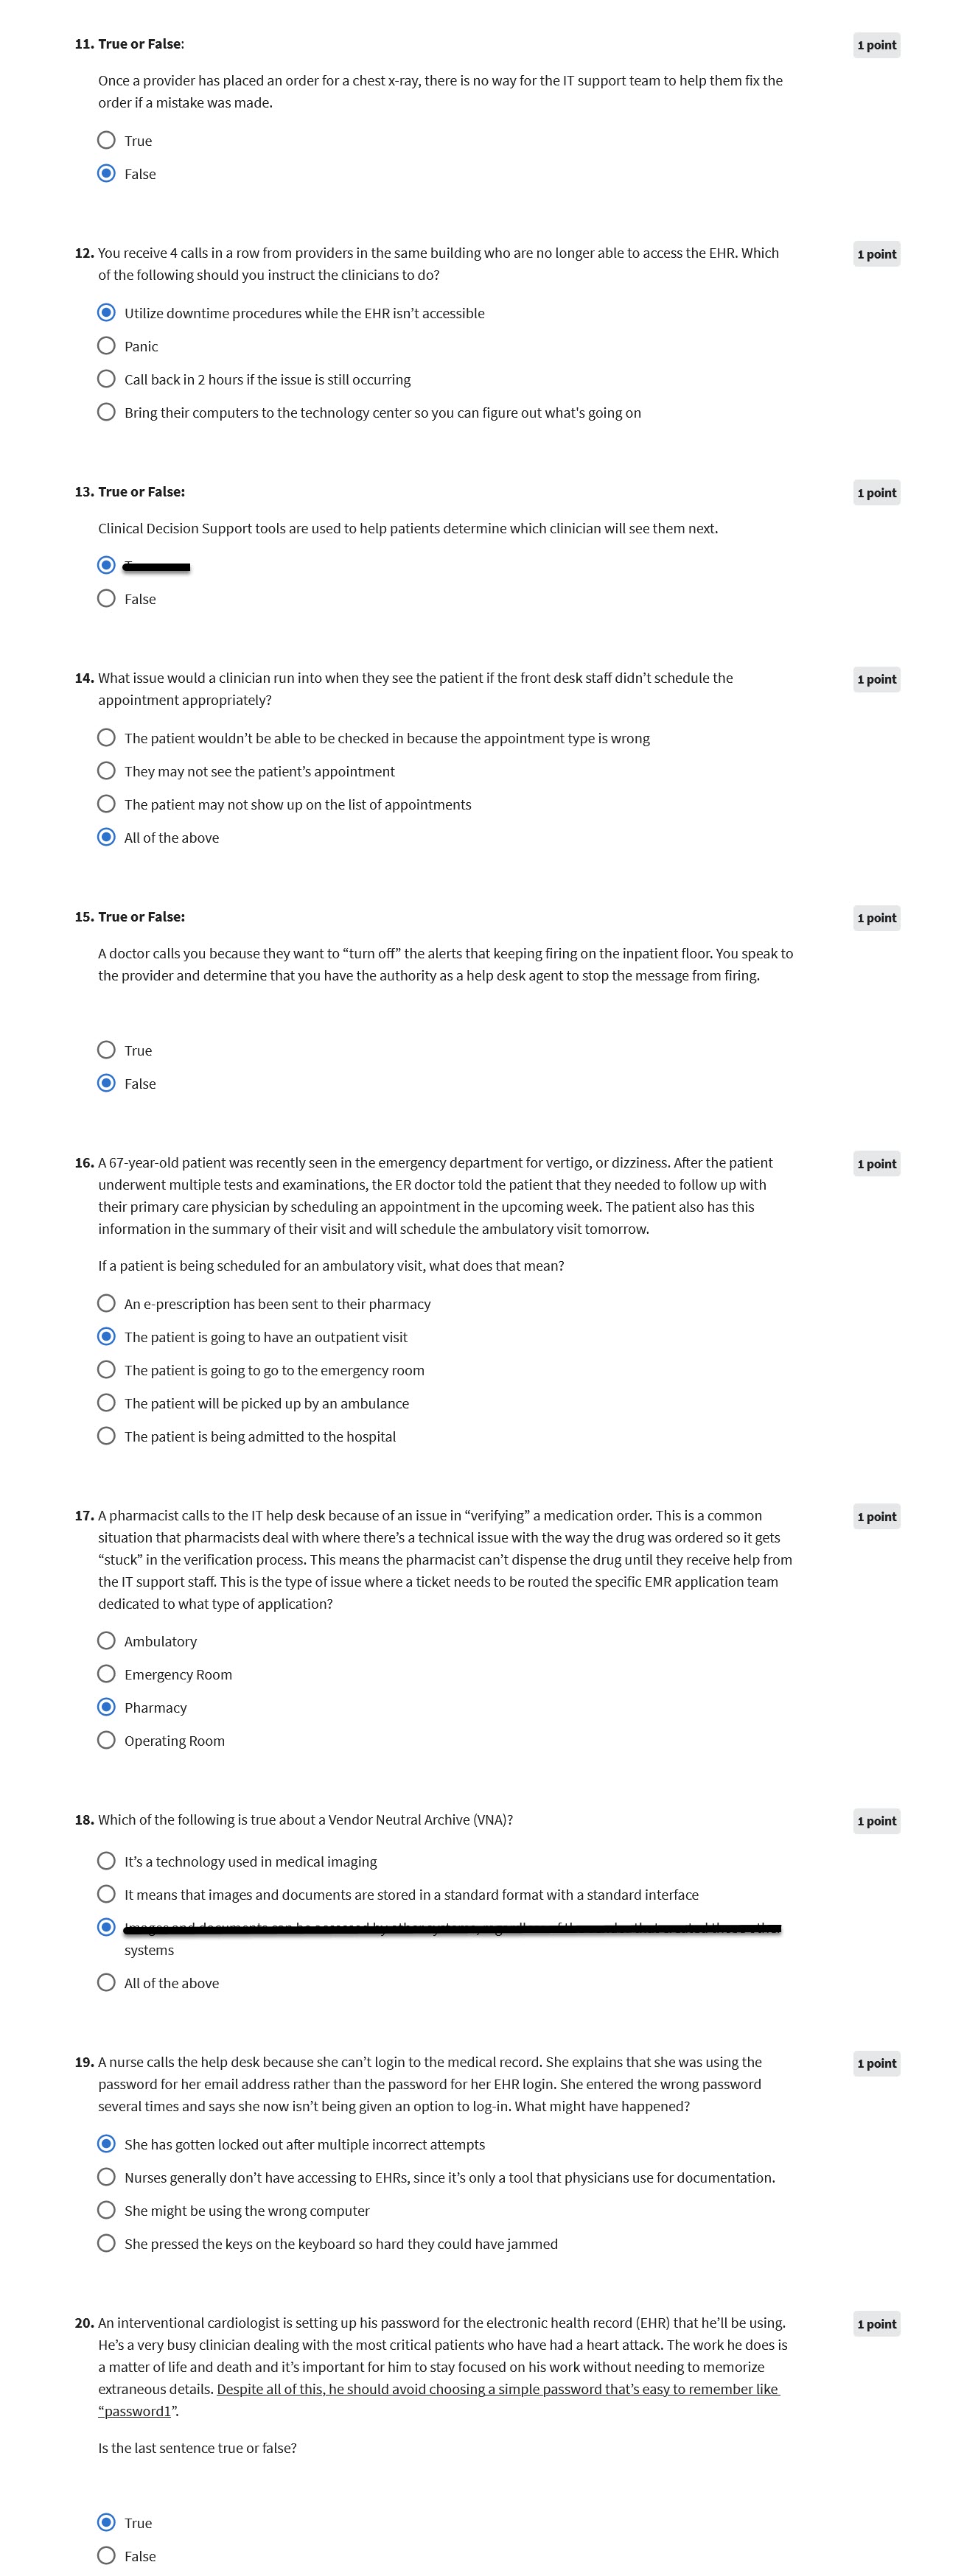 11. True or False:
1 point
Once a provider has placed an order for a chest x-ray, there is no way for the IT support team to help them fix the
order if a mistake was made.
True
False
12. You receive 4 calls in a row from providers in the same building who are no longer able to access the EHR. Which
1 point
of the following should you instruct the clinicians to do?
Utilize downtime procedures while the EHR isn’t accessible
Panic
Call back in 2 hours if the issue is still occurring
Bring their computers to the technology center so you can figure out what's going on
13. True or False:
1 point
Clinical Decision Support tools are used to help patients determine which clinician will see them next.
False
14. What issue would a clinician run into when they see the patient if the front desk staff didn’t schedule the
1 point
appointment appropriately?
The patient wouldn’t be able to be checked in because the appointment type is wrong
They may not see the patient’s appointment
The patient may not show up on the list of appointments
All of the above
15. True or False:
1 point
A doctor calls you because they want to “turn off” the alerts that keeping firing on the inpatient floor. You speak to
the provider and determine that you have the authority as a help desk agent to stop the message from firing.
True
False
16. A 67-year-old patient was recently seen in the emergency department for vertigo, or dizziness. After the patient
1 point
underwent multiple tests and examinations, the ER doctor told the patient that they needed to follow up with
their primary care physician by scheduling an appointment in the upcoming week. The patient also has this
information in the summary of their visit and will schedule the ambulatory visit tomorrow.
If a patient is being scheduled for an ambulatory visit, what does that mean?
An e-prescription has been sent to their pharmacy
The patient is going to have an outpatient visit
The patient is going to go to the emergency room
The patient will be picked up by an ambulance
The patient is being admitted to the hospital
17. A pharmacist calls to the IT help desk because of an issue in “verifying” a medication order. This is a common
1 point
situation that pharmacists deal with where there’s a technical issue with the way the drug was ordered so it gets
“stuck” in the verification process. This means the pharmacist can’t dispense the drug until they receive help from
the IT support staff. This is the type of issue where a ticket needs to be routed the specific EMR application team
dedicated to what type of application?
Ambulatory
Emergency Room
Pharmacy
Operating Room
18. Which of the following is true about a Vendor Neutral Archive (VNA)?
1 point
It’s a technology used in medical imaging
It means that images and documents are stored in a standard format with a standard interface
systems
All of the above
19. A nurse calls the help desk because she can’t login to the medical record. She explains that she was using the
1 point
password for her email address rather than the password for her EHR login. She entered the wrong password
several times and says she now isn’t being given an option to log-in. What might have happened?
She has gotten locked out after multiple incorrect attempts
Nurses generally don’t have accessing to EHRs, since it’s only a tool that physicians use for documentation.
She might be using the wrong computer
She pressed the keys on the keyboard so hard they could have jammed
20. An interventional cardiologist is setting up his password for the electronic health record (EHR) that he’ll be using.
1 point
He’s a very busy clinician dealing with the most critical patients who have had a heart attack. The work he does is
a matter of life and death and it’s important for him to stay focused on his work without needing to memorize
extraneous details. Despite all of this, he should avoid choosing a simple password that’s easy to remember like
“password1”.
Is the last sentence true or false?
True
False